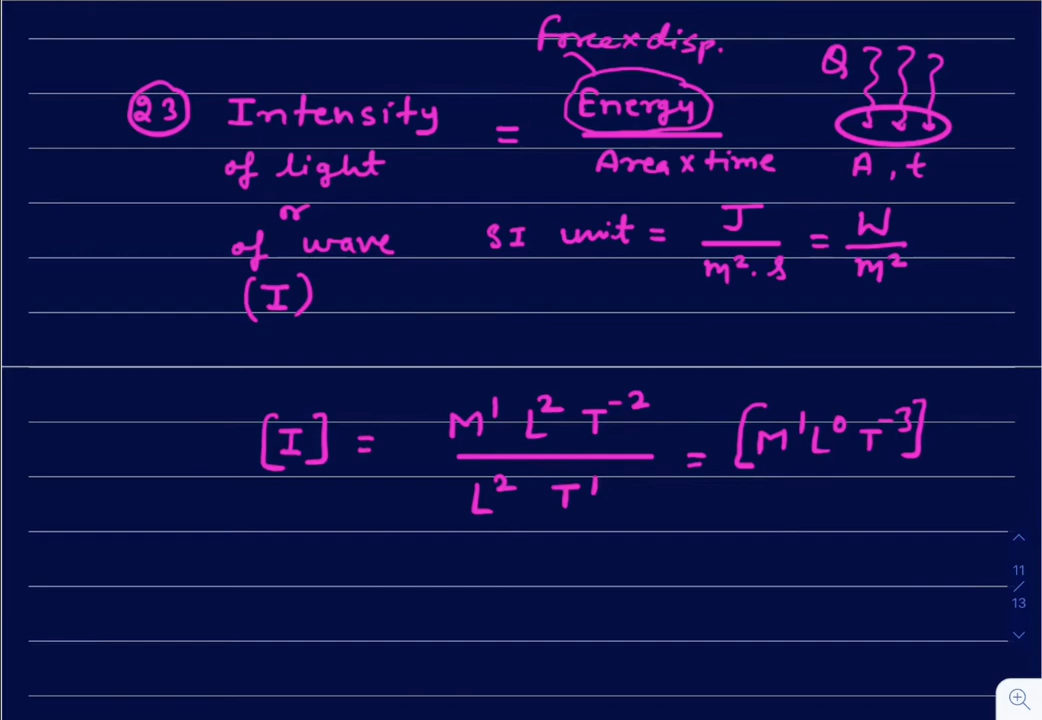 Force x disp.
23 Intensity = Energy / Area x time
Q
A, t
of light
or
of wave
(I)
SI unit = J / m². s = W / m²
[I] = M¹ L² T⁻² / L² T¹ = [M¹ L⁰ T⁻³]
11
/
13